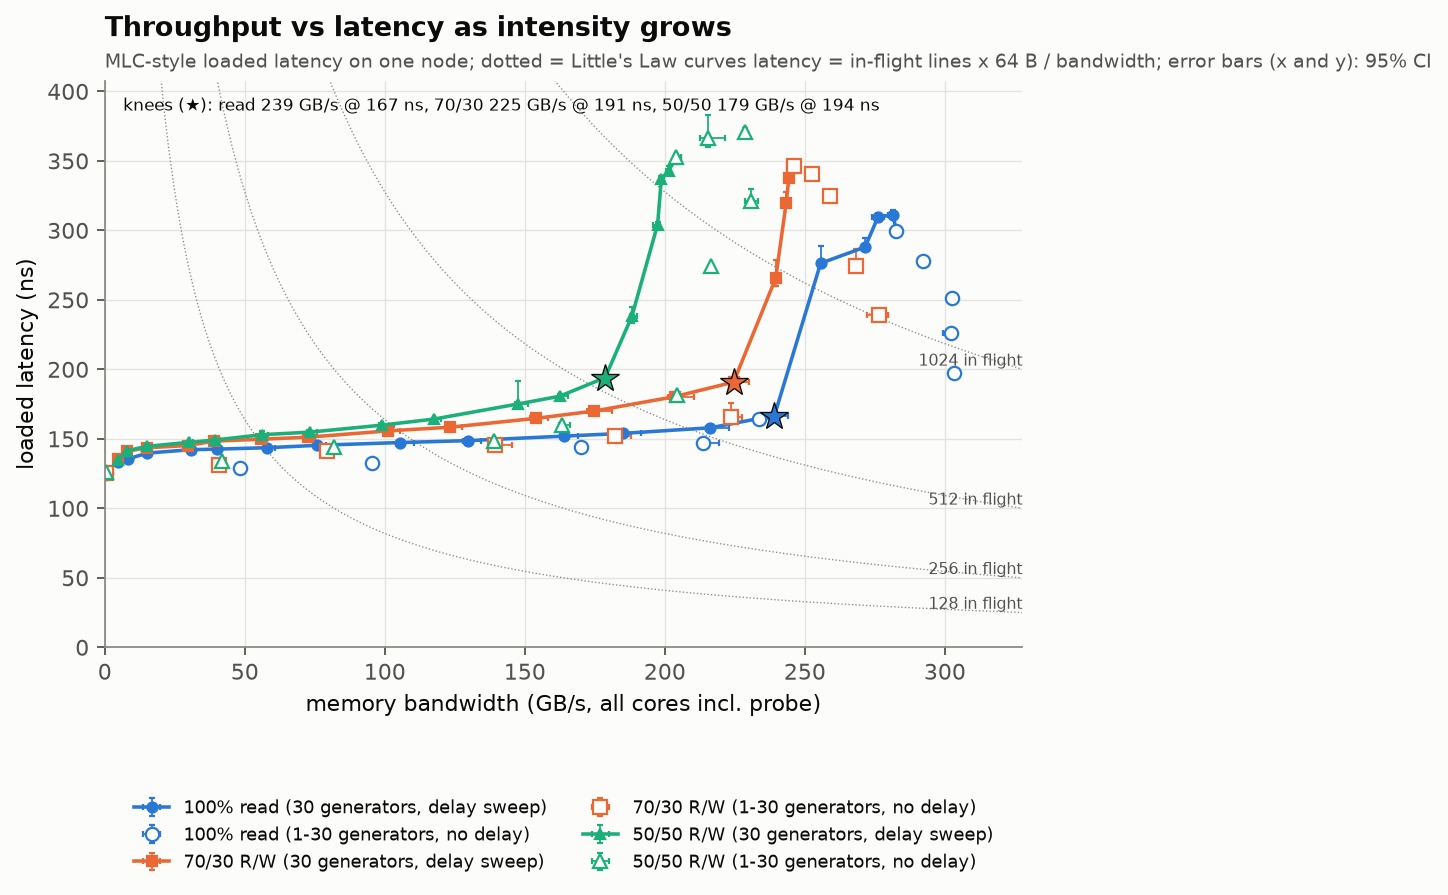 Throughput vs latency as intensity grows
MLC-style loaded latency on one node; dotted = Little's Law curves latency = in-flight lines x 64 B / bandwidth; error bars (x and y): 95% CI
knees (★): read 239 GB/s @ 167 ns, 70/30 225 GB/s @ 191 ns, 50/50 179 GB/s @ 194 ns
loaded latency (ns)
400
350
300
250
200
150
100
50
0
1024 in flight
512 in flight
256 in flight
128 in flight
0 50 100 150 200 250 300
memory bandwidth (GB/s, all cores incl. probe)
100% read (30 generators, delay sweep)
100% read (1-30 generators, no delay)
70/30 R/W (30 generators, delay sweep)
70/30 R/W (1-30 generators, no delay)
50/50 R/W (30 generators, delay sweep)
50/50 R/W (1-30 generators, no delay)